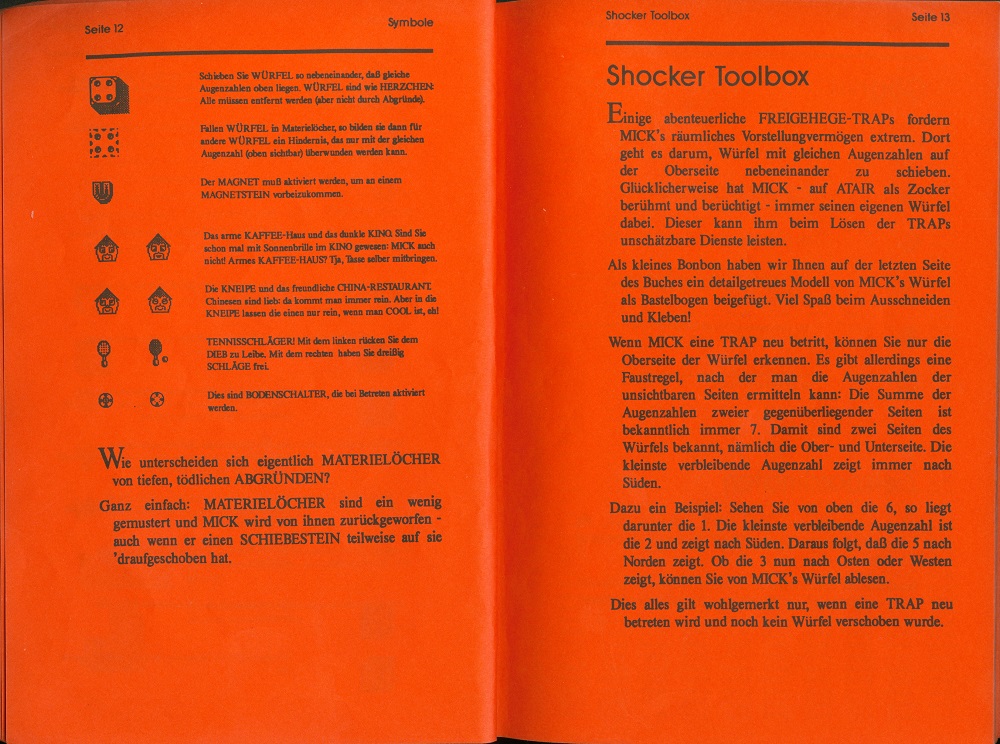 Seite 12
Symbole
Schieben Sie WÜRFEL so nebeneinander, daß gleiche
Augenzahlen oben liegen. WÜRFEL sind wie HERZCHEN:
Alle müssen entfernt werden (aber nicht durch Abgründe).
Fallen WÜRFEL in Materielöcher, so bilden sie dann für
andere WÜRFEL ein Hindernis, das nur mit der gleichen
Augenzahl (oben sichtbar) überwunden werden kann.
Der MAGNET muß aktiviert werden, um an einem
MAGNETSTEIN vorbeizukommen.
Das arme KAFFEE-Haus und das dunkle KINO. Sind Sie
schon mal mit Sonnenbrille im KINO gewesen: MICK auch
nicht! Armes KAFFEE-HAUS? Tja, Tasse selber mitbringen.
Die KNEIPE und das freundliche CHINA-RESTAURANT.
Chinesen sind lieb: da kommt man immer rein. Aber in die
KNEIPE lassen die einen nur rein, wenn man COOL ist, eh!
TENNISSCHLÄGER! Mit dem linken rücken Sie dem
DIEB zu Leibe. Mit dem rechten haben Sie dreißig
SCHLÄGE frei.
Dies sind BODENSCHALTER, die bei Betreten aktiviert
werden.
Wie unterscheiden sich eigentlich MATERIELÖCHER
von tiefen, tödlichen ABGRÜNDEN?
Ganz einfach: MATERIELÖCHER sind ein wenig
gemustert und MICK wird von ihnen zurückgeworfen -
auch wenn er einen SCHIEBESTEIN teilweise auf sie
'draufgeschoben hat.
Shocker Toolbox
Seite 13
Shocker Toolbox
Einige abenteuerliche FREIGEHEGE-TRAPs fordern
MICK's räumliches Vorstellungvermögen extrem. Dort
geht es darum, Würfel mit gleichen Augenzahlen auf
der Oberseite nebeneinander zu schieben.
Glücklicherweise hat MICK - auf ATAIR als Zocker
berühmt und berüchtigt - immer seinen eigenen Würfel
dabei. Dieser kann ihm beim Lösen der TRAPs
unschätzbare Dienste leisten.
Als kleines Bonbon haben wir Ihnen auf der letzten Seite
des Buches ein detailgetreues Modell von MICK's Würfel
als Bastelbogen beigefügt. Viel Spaß beim Ausschneiden
und Kleben!
Wenn MICK eine TRAP neu betritt, können Sie nur die
Oberseite der Würfel erkennen. Es gibt allerdings eine
Faustregel, nach der man die Augenzahlen der
unsichtbaren Seiten ermitteln kann: Die Summe der
Augenzahlen zweier gegenüberliegender Seiten ist
bekanntlich immer 7. Damit sind zwei Seiten des
Würfels bekannt, nämlich die Ober- und Unterseite. Die
kleinste verbleibende Augenzahl zeigt immer nach
Süden.
Dazu ein Beispiel: Sehen Sie von oben die 6, so liegt
darunter die 1. Die kleinste verbleibende Augenzahl ist
die 2 und zeigt nach Süden. Daraus folgt, daß die 5 nach
Norden zeigt. Ob die 3 nun nach Osten oder Westen
zeigt, können Sie von MICK's Würfel ablesen.
Dies alles gilt wohlgemerkt nur, wenn eine TRAP neu
betreten wird und noch kein Würfel verschoben wurde.